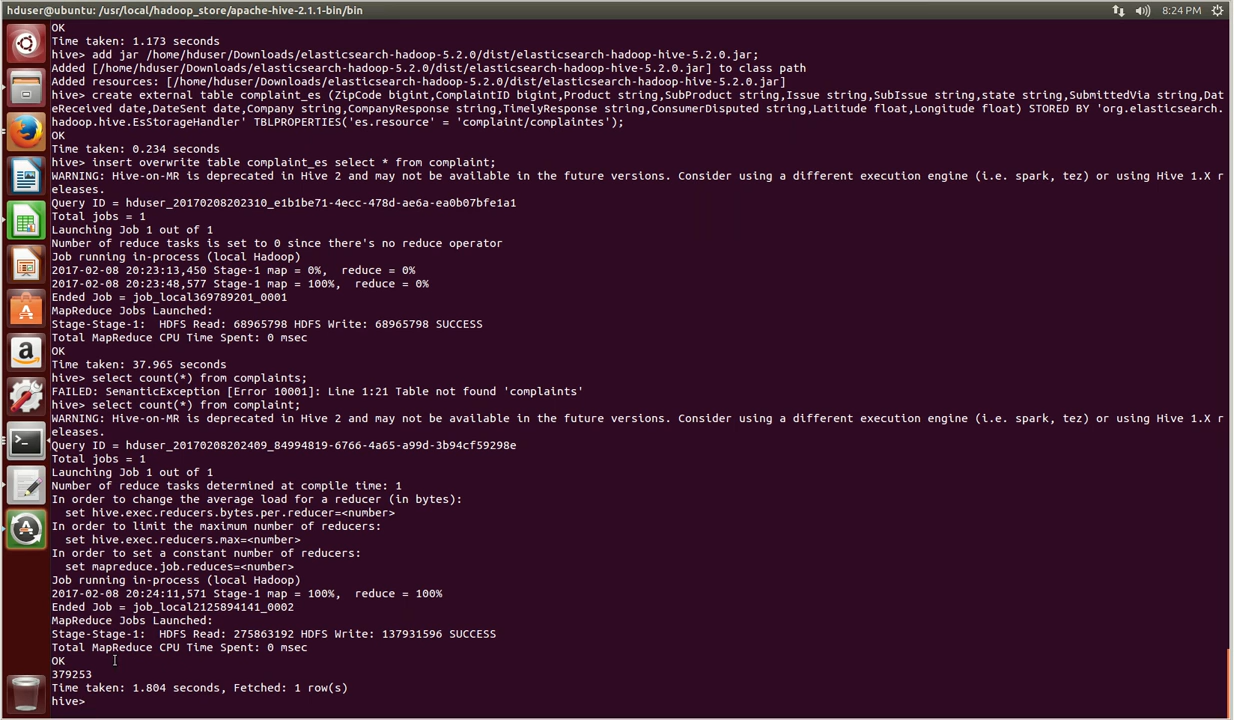 hduser@ubuntu: /usr/local/hadoop_store/apache-hive-2.1.1-bin/bin
8:24 PM
OK
Time taken: 1.173 seconds
hive> add jar /home/hduser/Downloads/elasticsearch-hadoop-5.2.0/dist/elasticsearch-hadoop-hive-5.2.0.jar;
Added [/home/hduser/Downloads/elasticsearch-hadoop-5.2.0/dist/elasticsearch-hadoop-hive-5.2.0.jar] to class path
Added resources: [/home/hduser/Downloads/elasticsearch-hadoop-5.2.0/dist/elasticsearch-hadoop-hive-5.2.0.jar]
hive> create external table complaint_es (ZipCode bigint,ComplaintID bigint,Product string,SubProduct string,Issue string,SubIssue string,state string,SubmittedVia string,Dat
eReceived date,DateSent date,Company string,CompanyResponse string,TimelyResponse string,ConsumerDisputed string,Latitude float,Longitude float) STORED BY 'org.elasticsearch.
hadoop.hive.EsStorageHandler' TBLPROPERTIES('es.resource' = 'complaint/complaintes');
OK
Time taken: 0.234 seconds
hive> insert overwrite table complaint_es select * from complaint;
WARNING: Hive-on-MR is deprecated in Hive 2 and may not be available in the future versions. Consider using a different execution engine (i.e. spark, tez) or using Hive 1.X r
eleases.
Query ID = hduser_20170208202310_e1b1be71-4ecc-478d-ae6a-ea0b07bfe1a1
Total jobs = 1
Launching Job 1 out of 1
Number of reduce tasks is set to 0 since there's no reduce operator
Job running in-process (local Hadoop)
2017-02-08 20:23:13,450 Stage-1 map = 0%,  reduce = 0%
2017-02-08 20:23:48,577 Stage-1 map = 100%,  reduce = 0%
Ended Job = job_local369789201_0001
MapReduce Jobs Launched:
Stage-Stage-1:  HDFS Read: 68965798 HDFS Write: 68965798 SUCCESS
Total MapReduce CPU Time Spent: 0 msec
OK
Time taken: 37.965 seconds
hive> select count(*) from complaints;
FAILED: SemanticException [Error 10001]: Line 1:21 Table not found 'complaints'
hive> select count(*) from complaint;
WARNING: Hive-on-MR is deprecated in Hive 2 and may not be available in the future versions. Consider using a different execution engine (i.e. spark, tez) or using Hive 1.X r
eleases.
Query ID = hduser_20170208202409_84994819-6766-4a65-a99d-3b94cf59298e
Total jobs = 1
Launching Job 1 out of 1
Number of reduce tasks determined at compile time: 1
In order to change the average load for a reducer (in bytes):
  set hive.exec.reducers.bytes.per.reducer=<number>
In order to limit the maximum number of reducers:
  set hive.exec.reducers.max=<number>
In order to set a constant number of reducers:
  set mapreduce.job.reduces=<number>
Job running in-process (local Hadoop)
2017-02-08 20:24:11,571 Stage-1 map = 100%,  reduce = 100%
Ended Job = job_local2125894141_0002
MapReduce Jobs Launched:
Stage-Stage-1:  HDFS Read: 275863192 HDFS Write: 137931596 SUCCESS
Total MapReduce CPU Time Spent: 0 msec
OK
379253
Time taken: 1.804 seconds, Fetched: 1 row(s)
hive>